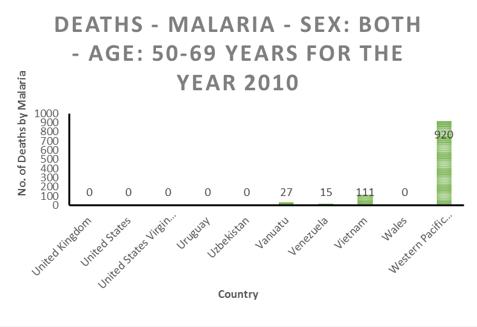 DEATHS - MALARIA - SEX: BOTH
- AGE: 50-69 YEARS FOR THE
YEAR 2010
No. of Deaths by Malaria
1000
900
800
700
600
500
400
300
200
100
0
0
0
0
0
0
27
15
111
0
920
United Kingdom
United States
United States Virgin...
Uruguay
Uzbekistan
Vanuatu
Venezuela
Vietnam
Wales
Western Pacific...
Country